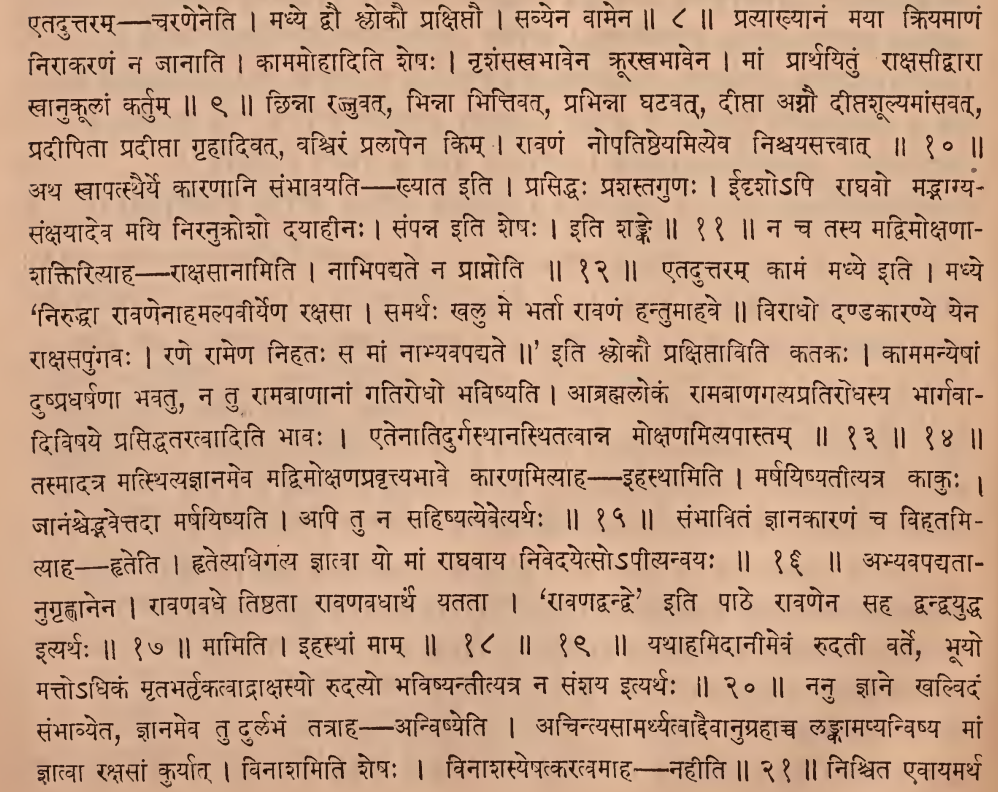 एतदुत्तरम्—चरणेनेति । मध्ये द्वौ श्लोकौ प्रक्षिप्तौ । सव्येन वामेन ॥ ८ ॥ प्रत्याख्यानं मया क्रियमाणं
निराकरणं न जानाति । काममोहादिति शेषः । नृशंसस्वभावेन क्रूरस्वभावेन । मां प्रार्थयितुं राक्षसीद्वारा
स्वानुकूलां कर्तुम् ॥ ९ ॥ छिन्ना रज्जुवत्, भिन्ना भित्तिवत्, प्रभिन्ना घटवत्, दीप्ता अग्नौ दीप्तशूल्यमांसवत्,
प्रदीपिता प्रदीप्ता गृहादिवत्, वश्चिरं प्रलापेन किम् । रावणं नोपतिष्ठेयमित्येव निश्चयसत्त्वात् ॥ १० ॥
अथ स्वापत्स्थैर्ये कारणानि संभावयति—ख्यात इति । प्रसिद्धः प्रशस्तगुणः । ईदृशोऽपि राघवो मद्भाग्य-
संक्षयादेव मयि निरनुक्रोशो दयाहीनः । संपन्न इति शेषः । इति शङ्के ॥ ११ ॥ न च तस्य मद्विमोक्षणा-
शक्तिरित्याह—राक्षसानामिति । नाभिपद्यते न प्राप्नोति ॥ १२ ॥ एतदुत्तरम् कामं मध्ये इति । मध्ये
‘निरुद्धा रावणेनाहमल्पवीर्येण रक्षसा । समर्थः खलु मे भर्ता रावणं हन्तुमाहवे ॥ विराधो दण्डकारण्ये येन
राक्षसपुंगवः । रणे रामेण निहतः स मां नाभ्यवपद्यते ॥’ इति श्लोकौ प्रक्षिप्ताविति कतकः । काममन्येषां
दुष्प्रधर्षणा भवतु, न तु रामबाणानां गतिरोधो भविष्यति । आब्रह्मलोकं रामबाणगत्यप्रतिरोधस्य भार्गवा-
दिविषये प्रसिद्धतरत्वादिति भावः । एतेनातिदुर्गस्थानस्थितत्वान्न मोक्षणमित्यपास्तम् ॥ १३ ॥ १४ ॥
तस्मादत्र मत्स्थित्यज्ञानमेव मद्विमोक्षणप्रवृत्त्यभावे कारणमित्याह—इहस्थामिति । मर्षयिष्यतीत्यत्र काकुः ।
जानंश्चेद्भवेत्तदा मर्षयिष्यति । अपि तु न सहिष्यत्येवेत्यर्थः ॥ १५ ॥ संभावितं ज्ञानकारणं च विहतमि-
त्याह—हृतेति । हृतेत्यधिगत्य ज्ञात्वा यो मां राघवाय निवेदयेत्सोऽपीत्यन्वयः ॥ १६ ॥ अभ्यवपद्यता-
नुगृह्णानेन । रावणवधे तिष्ठता रावणवधार्थं यतता । ‘रावणद्वन्द्वे’ इति पाठे रावणेन सह द्वन्द्वयुद्ध
इत्यर्थः ॥ १७ ॥ मामिति । इहस्थां माम् ॥ १८ ॥ १९ ॥ यथाहमिदानीमेवं रुदती वर्ते, भूयो
मत्तोऽधिकं मृतभर्तृकत्वाद्राक्षस्यो रुदत्यो भविष्यन्तीत्यत्र न संशय इत्यर्थः ॥ २० ॥ ननु ज्ञाने खल्विदं
संभाव्येत, ज्ञानमेव तु दुर्लभं तत्राह—अन्विष्येति । अचिन्त्यसामर्थ्यत्वाद्दैवानुग्रहाच्च लङ्कामप्यन्विष्य मां
ज्ञात्वा रक्षसां कुर्यात् । विनाशमिति शेषः । विनाशस्येषत्करत्वमाह—नहीति ॥ २१ ॥ निश्चित एवायमर्थ